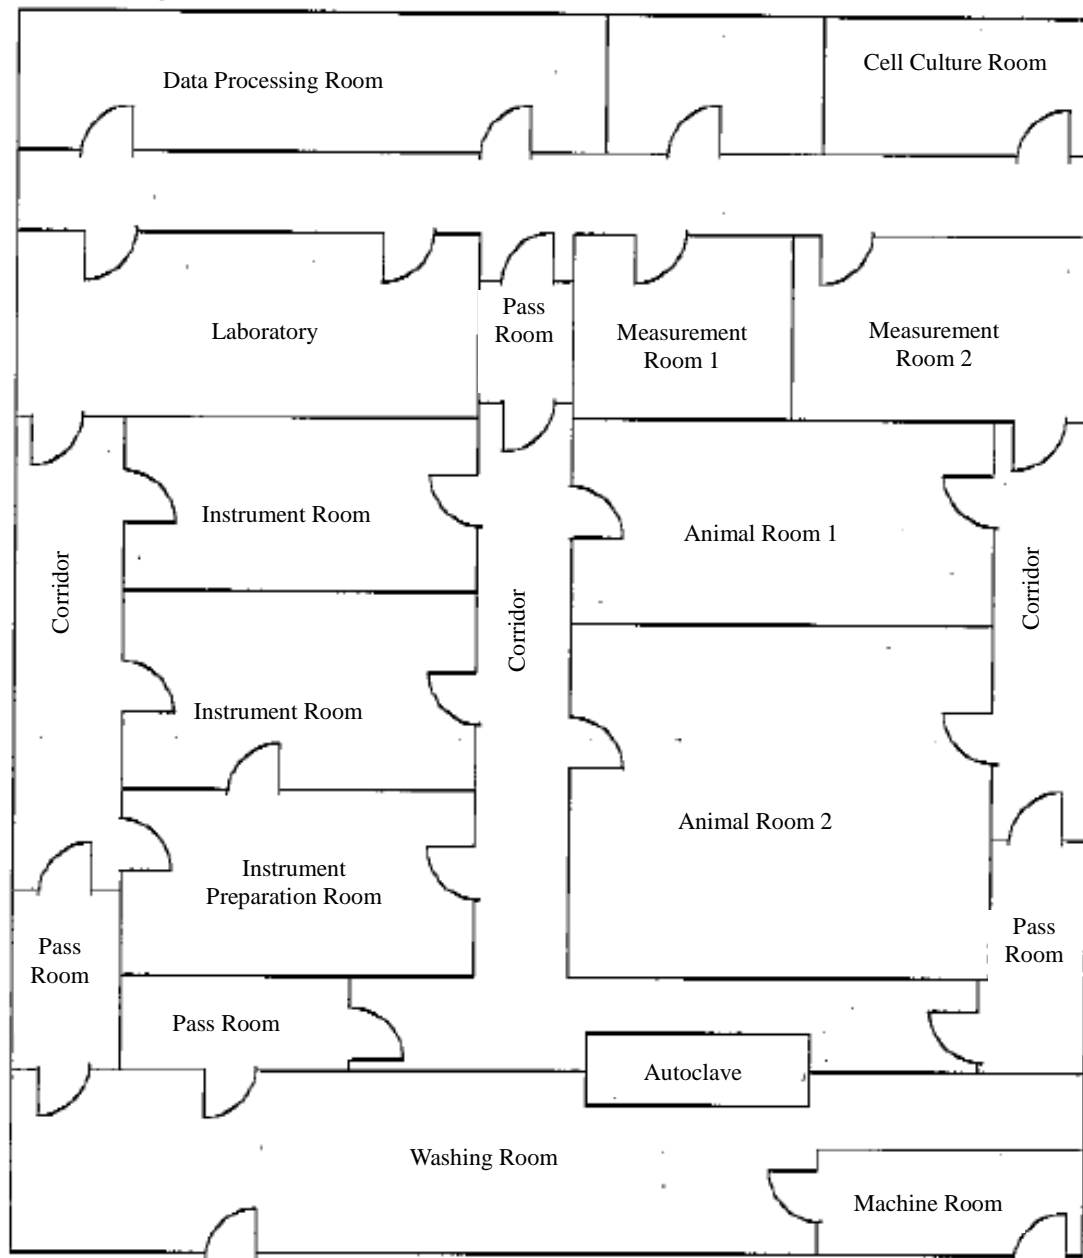 Data Processing Room
Cell Culture Room
Laboratory
Pass
Room
Measurement
Room 1
Measurement
Room 2
Instrument Room
Animal Room 1
Corridor
Corridor
Corridor
Instrument Room
Animal Room 2
Instrument
Preparation Room
Pass
Room
Pass
Room
Pass Room
Autoclave
Washing Room
Machine Room